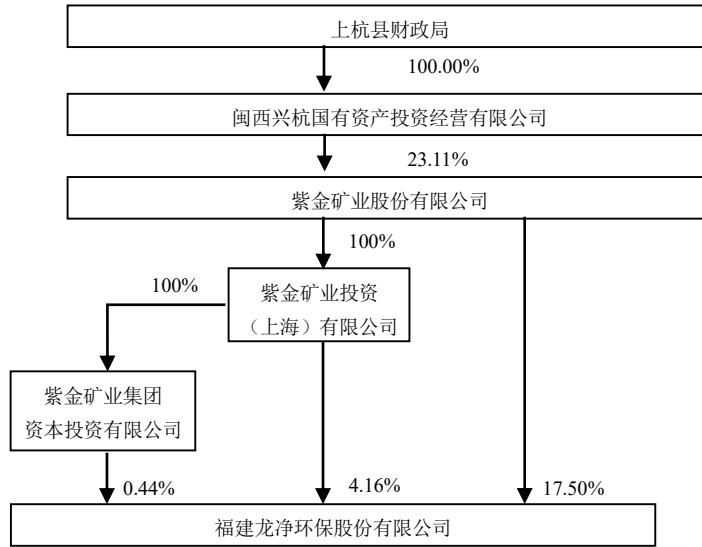 上杭县财政局
100.00%
闽西兴杭国有资产投资经营有限公司
23.11%
紫金矿业股份有限公司
100%
100%
紫金矿业投资
（上海）有限公司
紫金矿业集团
资本投资有限公司
0.44%
4.16%
17.50%
福建龙净环保股份有限公司